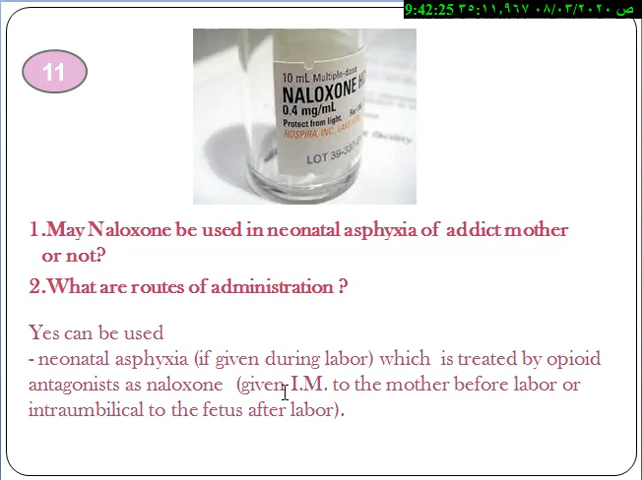 9:42:25 ٣٥:١١,٩٦٧ ٠٨/٠٣/٢٠٢٠ ص
11
10 mL Multiple-dose
NALOXONE H
0.4 mg/mL
Protect from light.
HOSPIRA, INC., LAKE
LOT 39-33
1.May Naloxone be used in neonatal asphyxia of addict mother
or not?
2.What are routes of administration ?
Yes can be used
- neonatal asphyxia (if given during labor) which is treated by opioid
antagonists as naloxone (given I.M. to the mother before labor or
intraumbilical to the fetus after labor).